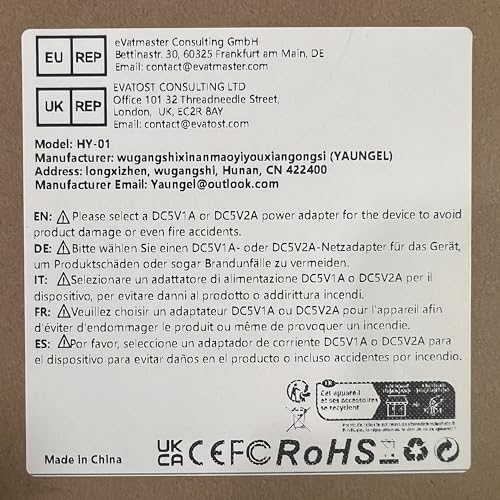 EU REP
eVatmaster Consulting GmbH
Bettinastr. 30, 60325 Frankfurt am Main, DE
Email: contact@evatmaster.com
UK REP
EVATOST CONSULTING LTD
Office 101 32 Threadneedle Street,
London, UK, EC2R 8AY
Email: contact@evatost.com
Model: HY-01
Manufacturer: wugangshixinanmaoyiyouxiangongsi (YAUNGEL)
Address: longxizhen, wugangshi, Hunan, CN 422400
Manufacturer Email: Yaungel@outlook.com
EN: ⚠Please select a DC5V1A or DC5V2A power adapter for the device to avoid
product damage or even fire accidents.
DE: ⚠Bitte wählen Sie einen DC5V1A- oder DC5V2A-Netzadapter für das Gerät,
um Produktschäden oder sogar Brandunfälle zu vermeiden.
IT: ⚠Selezionare un adattatore di alimentazione DC5V1A o DC5V2A per il
dispositivo, per evitare danni al prodotto o addirittura incendi.
FR: ⚠Veuillez choisir un adaptateur DC5V1A ou DC5V2A pour l'appareil afin
d'éviter d'endommager le produit ou même de provoquer un incendie.
ES: ⚠Por favor, seleccione un adaptador de corriente DC5V1A o DC5V2A para
el dispositivo para evitar daños en el producto o incluso accidentes por incendio.
FR
Cet appareil
et ses accessoires
se recyclent
Made in China
UK CA CE FC RoHS